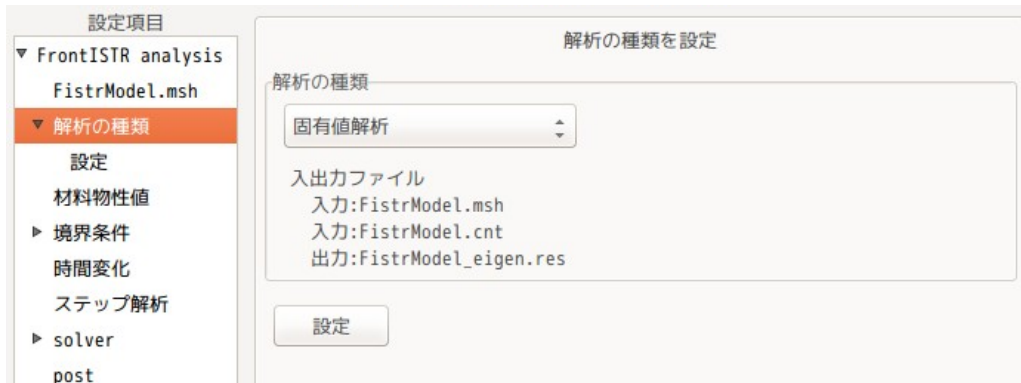 設定項目
FrontISTR analysis
FistrModel.msh
解析の種類
設定
材料物性値
境界条件
時間変化
ステップ解析
solver
post
解析の種類を設定
解析の種類
固有値解析
入出力ファイル
入力:FistrModel.msh
入力:FistrModel.cnt
出力:FistrModel_eigen.res
設定